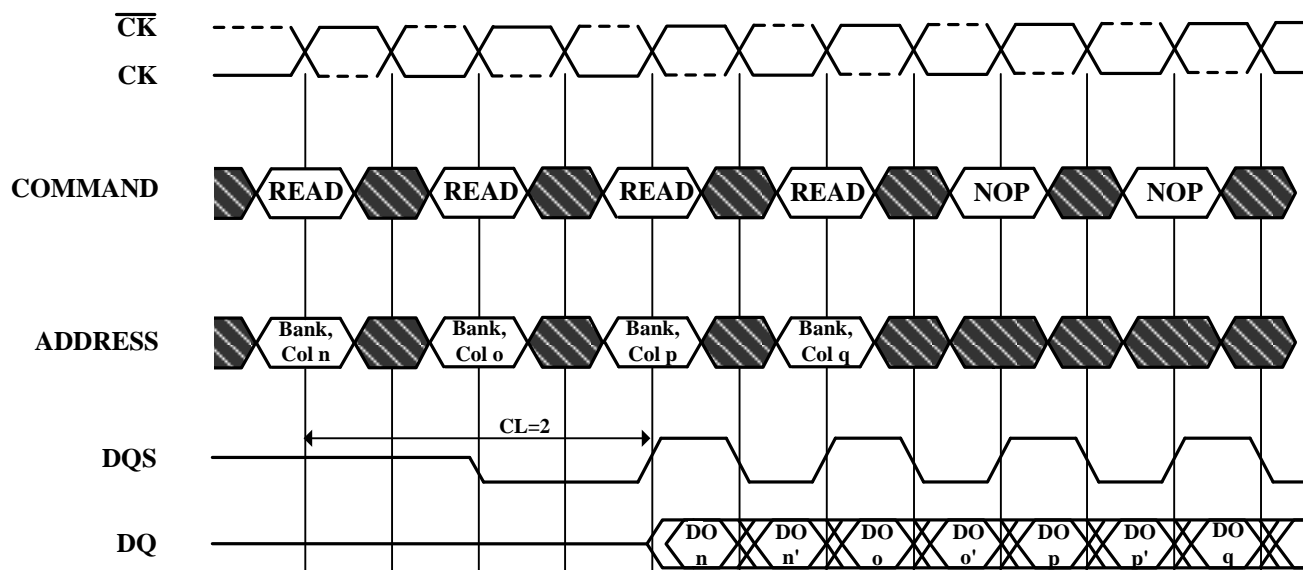 CK
CK
COMMAND READ READ READ READ NOP NOP
ADDRESS Bank, Col n Bank, Col o Bank, Col p Bank, Col q
CL=2
DQS
DQ DO n DO n' DO o DO o' DO p DO p' DO q